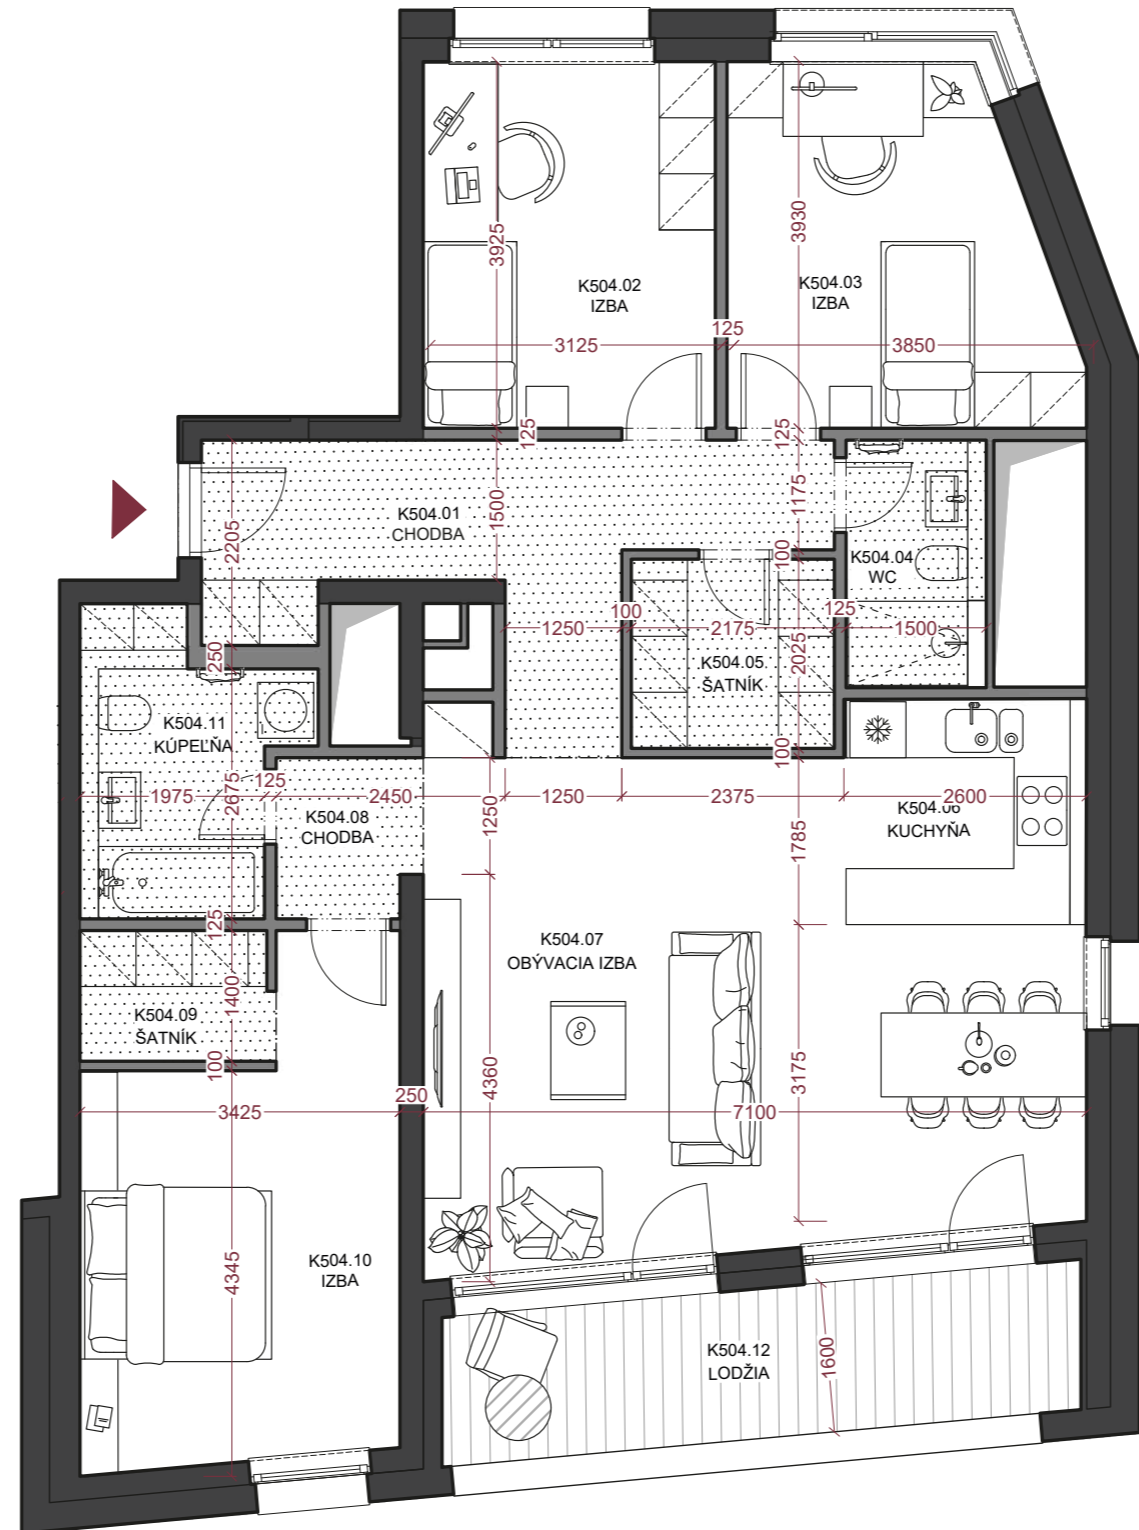 3925
K504.02
IZBA
3125
125
3930
K504.03
IZBA
125
3850
125
K504.01
CHODBA
2205
1500
1175
100
K504.04
WC
250
1250
100
2175
K504.05
ŠATNÍK
2025
125
1500
100
K504.11
KÚPEĽŇA
1975
125
2675
125
K504.08
CHODBA
2450
1250
1250
2375
1785
K504.06
KUCHYŇA
2600
K504.07
OBÝVACIA IZBA
4360
3175
250
7100
K504.09
ŠATNÍK
1400
100
3425
K504.10
IZBA
4345
K504.12
LODŽIA
1600